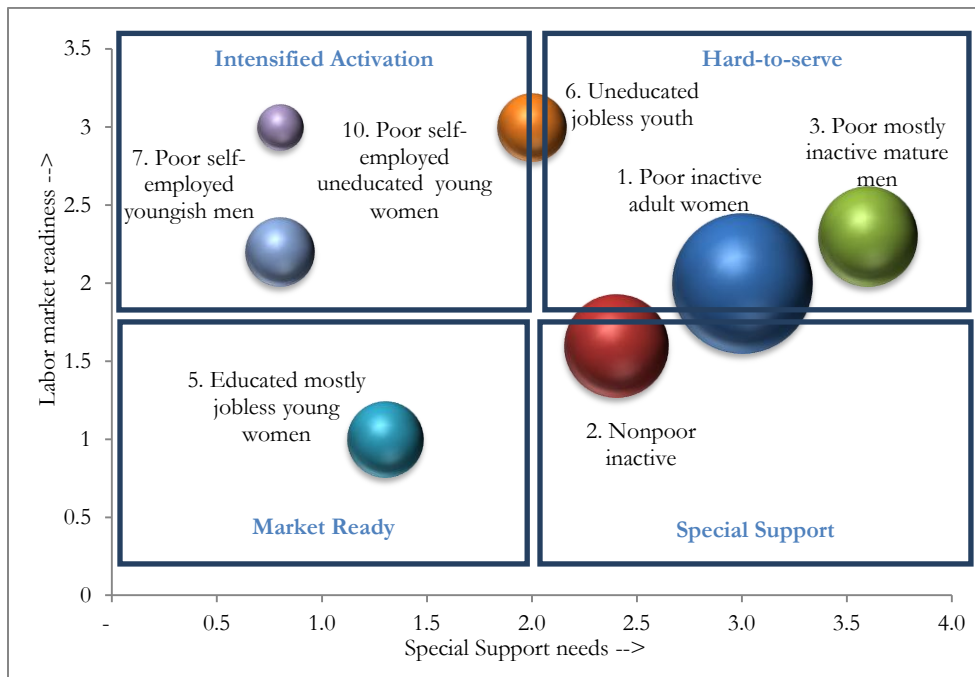 3.5
3
2.5
2
1.5
1
0.5
0
Labor market readiness -->
Intensified Activation
Hard-to-serve
7. Poor self-
employed
youngish men
10. Poor self-
employed
uneducated young
women
6. Uneducated
jobless youth
3. Poor mostly
inactive mature
men
1. Poor inactive
adult women
5. Educated mostly
jobless young
women
2. Nonpoor
inactive
Market Ready
Special Support
- 0.5 1.0 1.5 2.0 2.5 3.0 3.5 4.0
Special Support needs -->